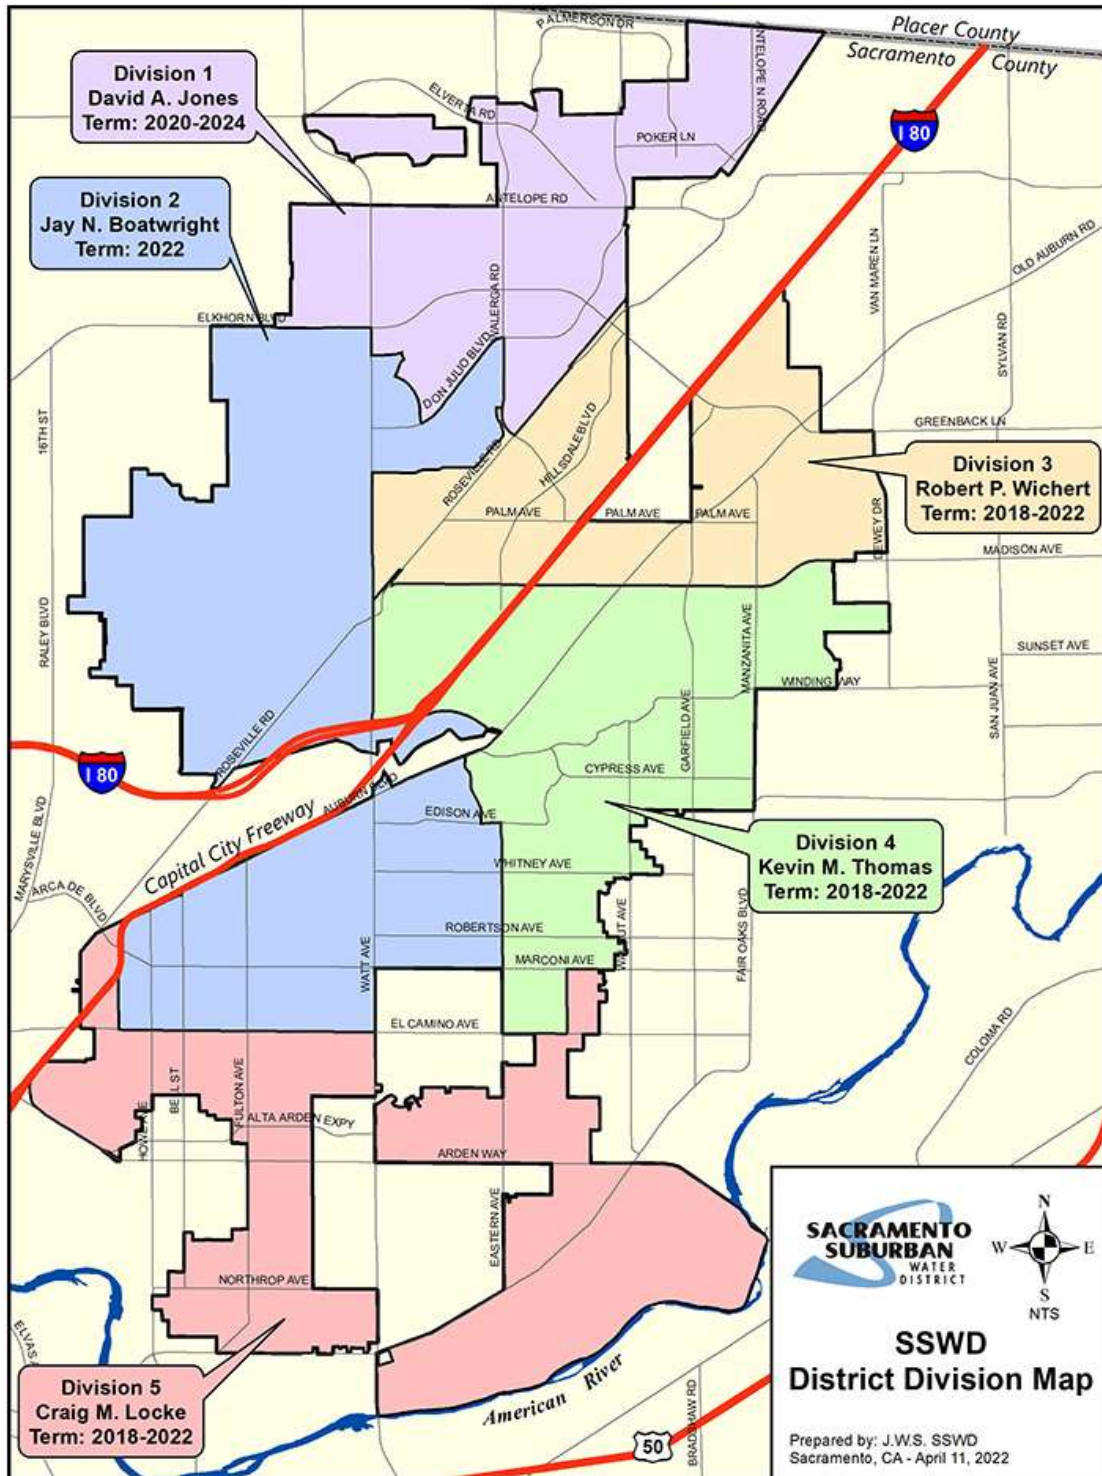 Placer County
Sacramento
County
PALMERSON DR
ANTELOPE N ROAD
Division 1
David A. Jones
Term: 2020-2024
ELVERTA RD
POKER LN
I 80
Division 2
Jay N. Boatwright
Term: 2022
ANTELOPE RD
VAN MAREN LN
OLD AUBURN RD
ELKHORN BLVD
WALERGA RD
DON JULIO BLVD
SYLVAN RD
16TH ST
HILLSDALE BLVD
GREENBACK LN
ROSEVILLE RD
Division 3
Robert P. Wichert
Term: 2018-2022
PALM AVE
PALM AVE
PALM AVE
DEWEY DR
MADISON AVE
RALEY BLVD
MANZANITA AVE
SUNSET AVE
WINDING WAY
SAN JUAN AVE
GARFIELD AVE
ROSEVILLE RD
I 80
CYPRESS AVE
AUBURN BLVD
Capital City Freeway
EDISON AVE
MARYSVILLE BLVD
Division 4
Kevin M. Thomas
Term: 2018-2022
WHITNEY AVE
ARCADE BLVD
ROBERTSON AVE
WALNUT AVE
FAIR OAKS BLVD
MARCONI AVE
WATT AVE
EL CAMINO AVE
COLOMA RD
BELL ST
FULTON AVE
HOWE AVE
ALTA ARDEN EXPY
ARDEN WAY
EASTERN AVE
NORTHROP AVE
ELVAS A
Division 5
Craig M. Locke
Term: 2018-2022
American River
BRADSHAW RD
50
SACRAMENTO
SUBURBAN
WATER
DISTRICT
N
W
E
S
NTS
SSWD
District Division Map
Prepared by: J.W.S. SSWD
Sacramento, CA - April 11, 2022